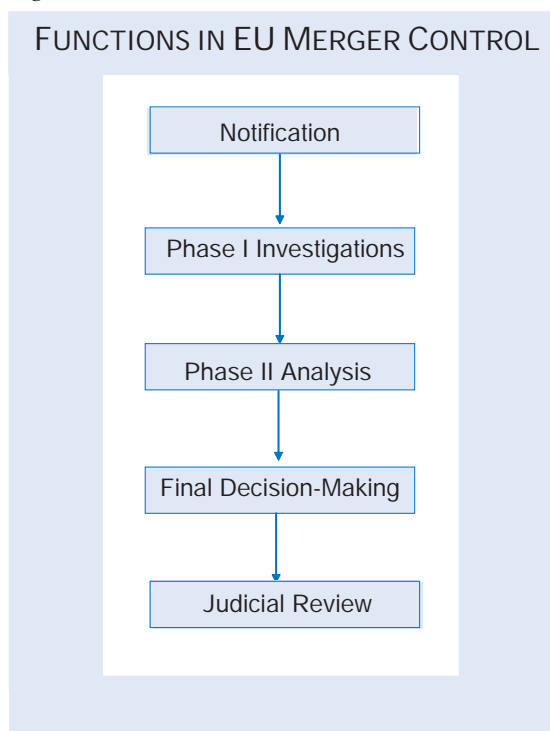 FUNCTIONS IN EU MERGER CONTROL
Notification
Phase I Investigations
Phase II Analysis
Final Decision-Making
Judicial Review